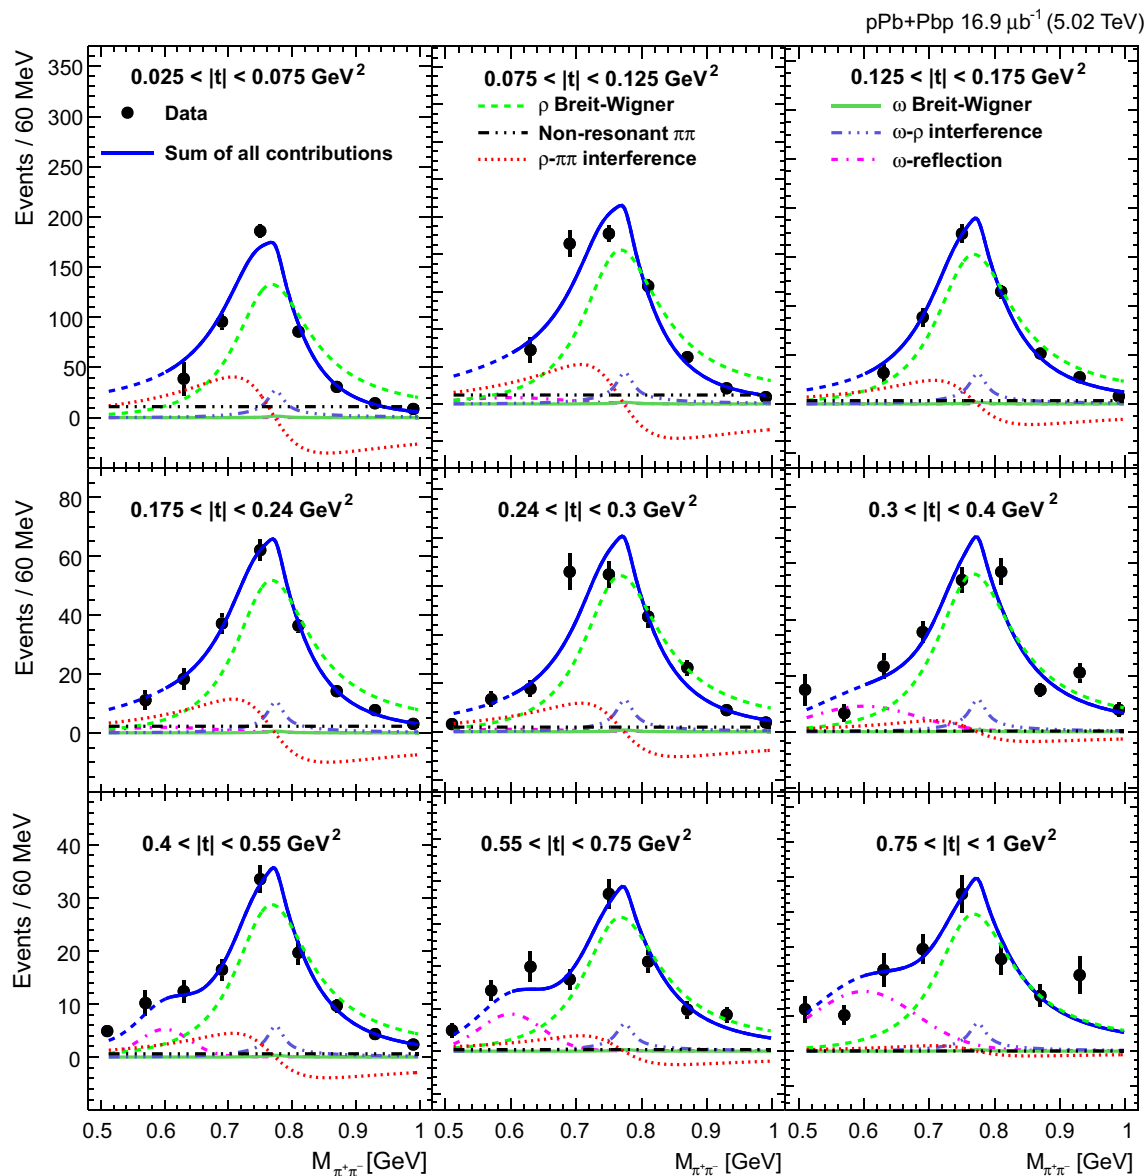 pPb+Pbp 16.9 μb⁻¹ (5.02 TeV)
0.025 < |t| < 0.075 GeV²
0.075 < |t| < 0.125 GeV²
0.125 < |t| < 0.175 GeV²
Data
Sum of all contributions
ρ Breit-Wigner
Non-resonant ππ
ρ-ππ interference
ω Breit-Wigner
ω-ρ interference
ω-reflection
Events / 60 MeV
350
300
250
200
150
100
50
0
0.175 < |t| < 0.24 GeV²
0.24 < |t| < 0.3 GeV²
0.3 < |t| < 0.4 GeV²
Events / 60 MeV
80
60
40
20
0
0.4 < |t| < 0.55 GeV²
0.55 < |t| < 0.75 GeV²
0.75 < |t| < 1 GeV²
Events / 60 MeV
40
30
20
10
0
0.5 0.6 0.7 0.8 0.9 1 0.6 0.7 0.8 0.9 1 0.6 0.7 0.8 0.9 1
M_π⁺π⁻ [GeV] M_π⁺π⁻ [GeV] M_π⁺π⁻ [GeV]